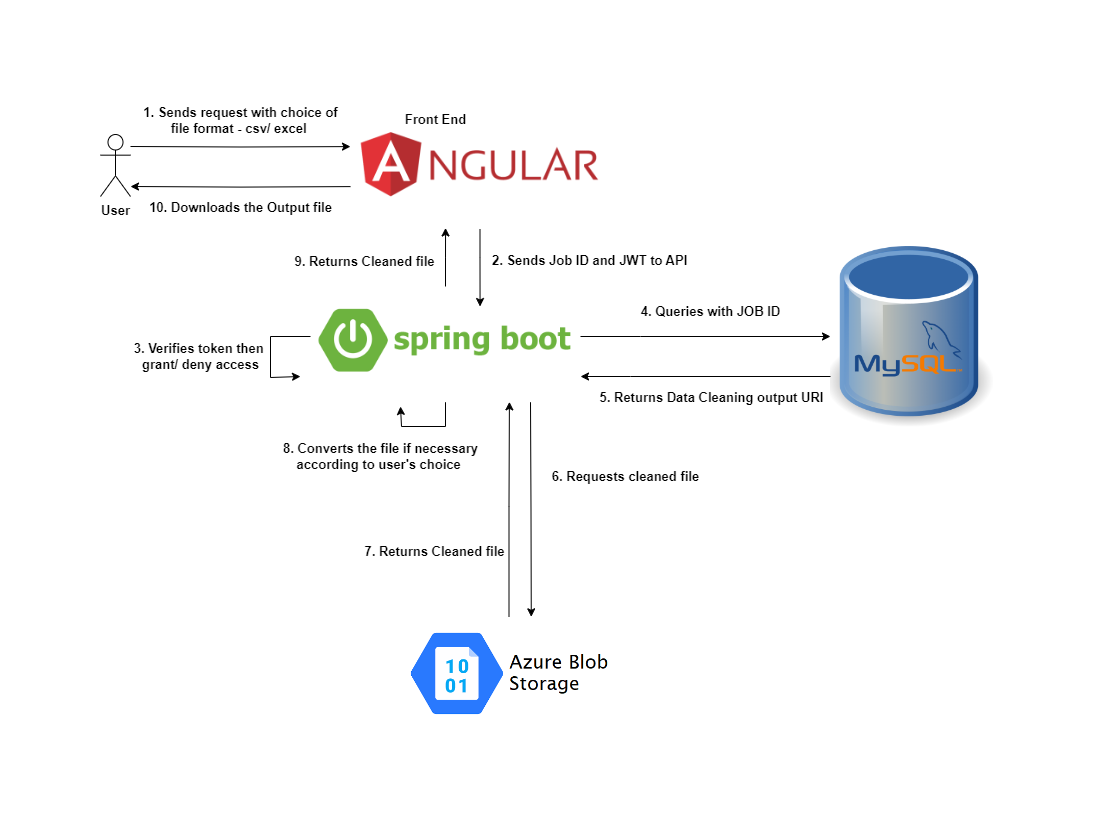 1. Sends request with choice of
file format - csv/ excel
Front End
ANGULAR
User
10. Downloads the Output file
9. Returns Cleaned file
2. Sends Job ID and JWT to API
4. Queries with JOB ID
3. Verifies token then
grant/ deny access
spring boot
MySQL
5. Returns Data Cleaning output URI
8. Converts the file if necessary
according to user's choice
6. Requests cleaned file
7. Returns Cleaned file
10
01
Azure Blob
Storage